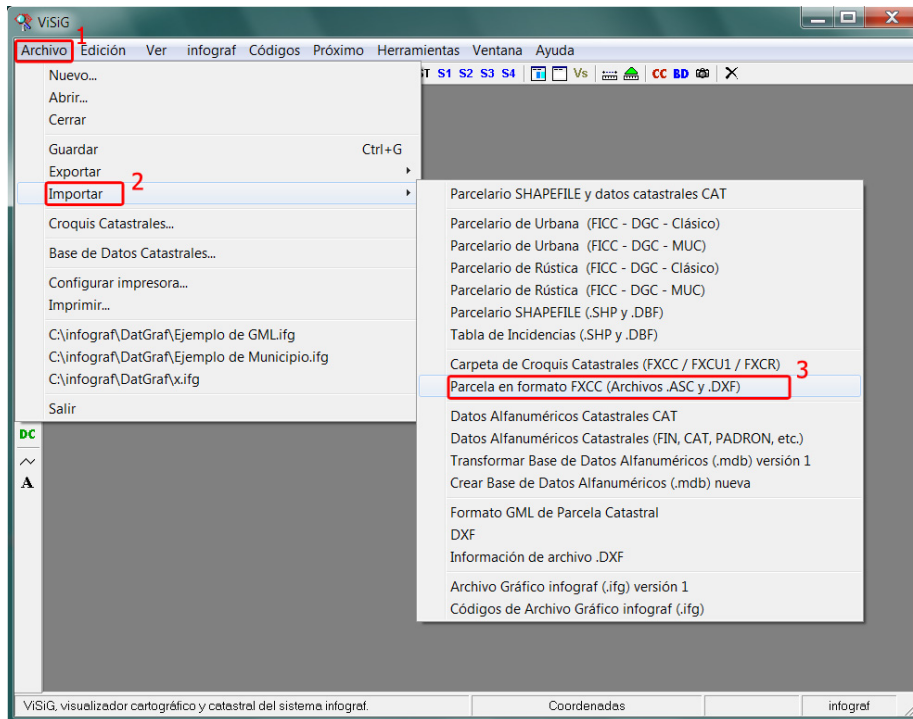 ViSiG
1
Archivo Edición Ver infograf Códigos Próximo Herramientas Ventana Ayuda
S1 S2 S3 S4 Vs CC BD
Nuevo...
Abrir...
Cerrar
Guardar Ctrl+G
Exportar
2
Importar
Croquis Catastrales...
Base de Datos Catastrales...
Configurar impresora...
Imprimir...
C:\infograf\DatGraf\Ejemplo de GML.ifg
C:\infograf\DatGraf\Ejemplo de Municipio.ifg
C:\infograf\DatGraf\x.ifg
Salir
Parcelario SHAPEFILE y datos catastrales CAT
Parcelario de Urbana (FICC - DGC - Clásico)
Parcelario de Urbana (FICC - DGC - MUC)
Parcelario de Rústica (FICC - DGC - Clásico)
Parcelario de Rústica (FICC - DGC - MUC)
Parcelario SHAPEFILE (.SHP y .DBF)
Tabla de Incidencias (.SHP y .DBF)
Carpeta de Croquis Catastrales (FXCC / FXCU1 / FXCR)
3
Parcela en formato FXCC (Archivos .ASC y .DXF)
Datos Alfanuméricos Catastrales CAT
Datos Alfanuméricos Catastrales (FIN, CAT, PADRON, etc.)
Transformar Base de Datos Alfanuméricos (.mdb) versión 1
Crear Base de Datos Alfanuméricos (.mdb) nueva
Formato GML de Parcela Catastral
DXF
Información de archivo .DXF
Archivo Gráfico infograf (.ifg) versión 1
Códigos de Archivo Gráfico infograf (.ifg)
DC
A
ViSiG, visualizador cartográfico y catastral del sistema infograf. Coordenadas infograf